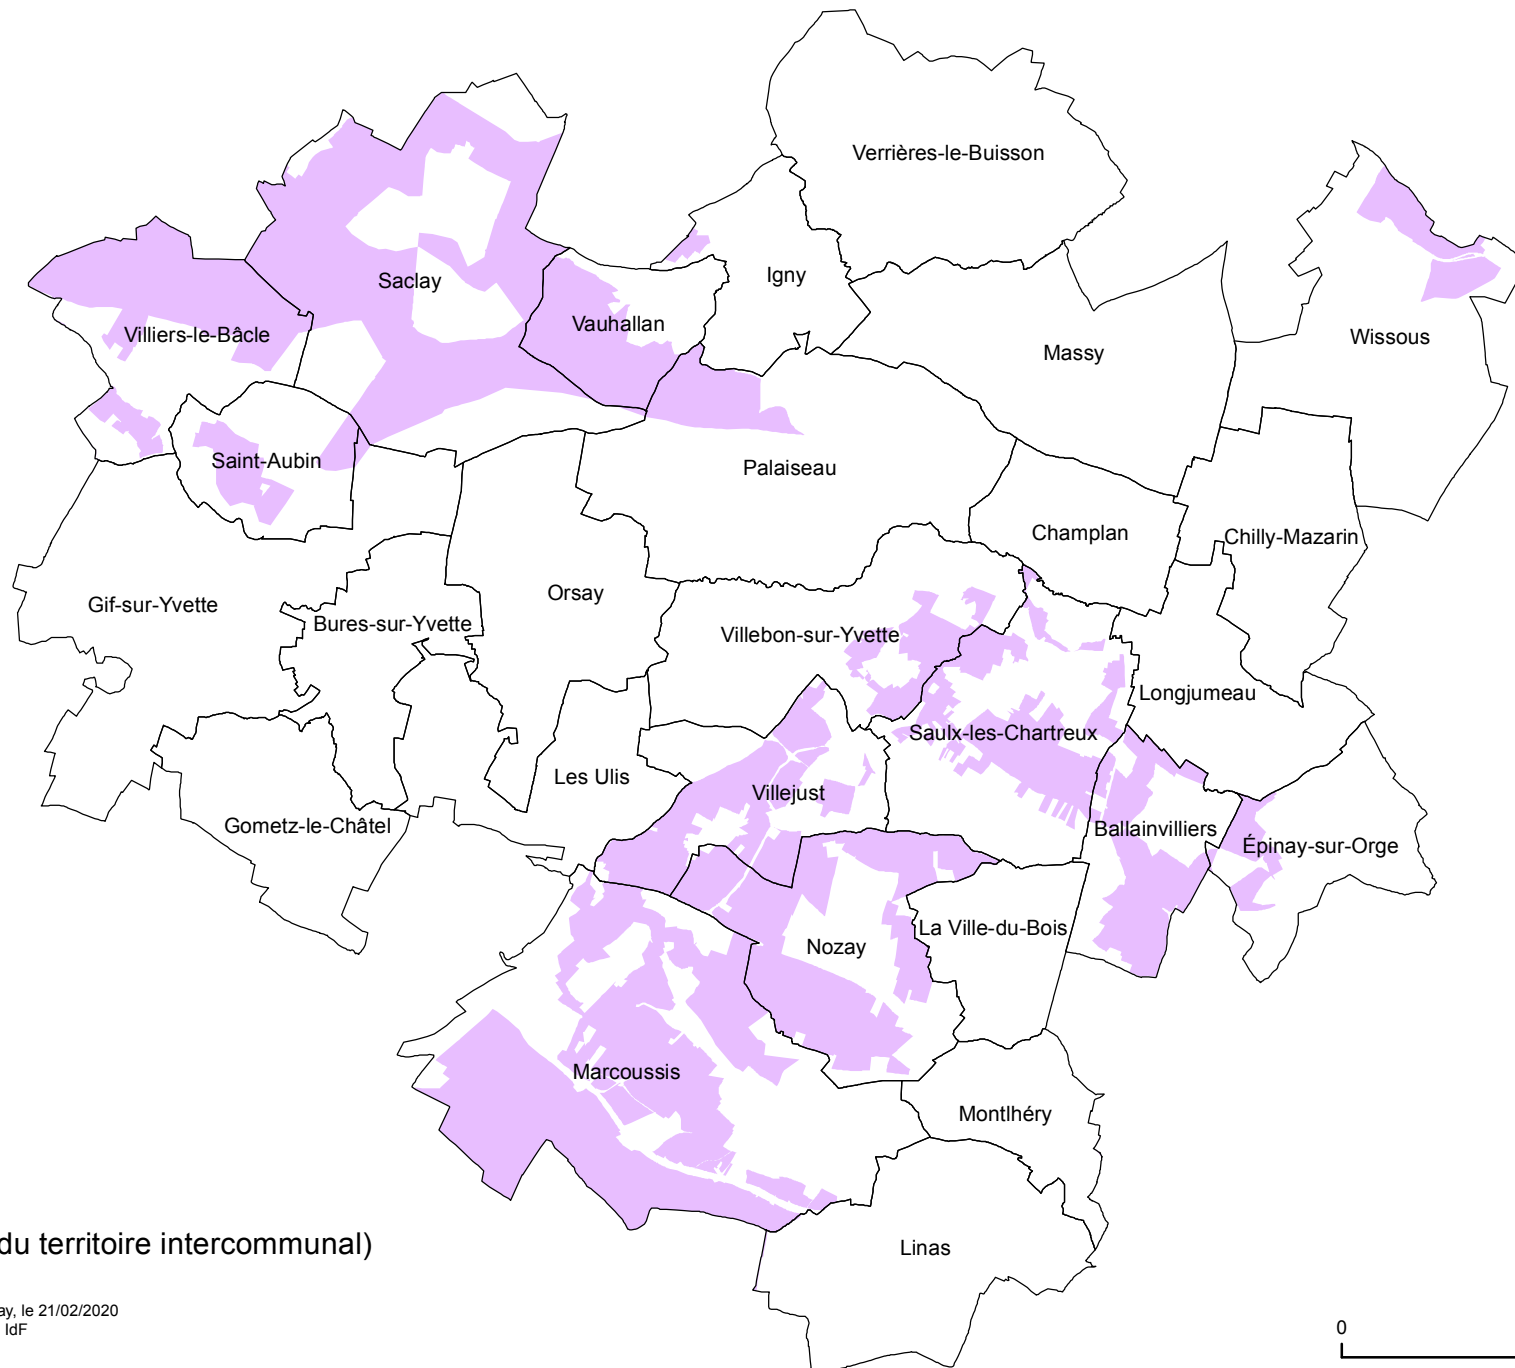 Verrières-le-Buisson
Igny
Saclay
Vauhallan
Villiers-le-Bâcle
Wissous
Massy
Saint-Aubin
Palaiseau
Champlan
Chilly-Mazarin
Orsay
Gif-sur-Yvette
Bures-sur-Yvette
Villebon-sur-Yvette
Longjumeau
Saulx-les-Chartreux
Les Ulis
Villejust
Gometz-le-Châtel
Ballainvilliers
Épinay-sur-Orge
La Ville-du-Bois
Nozay
Marcoussis
Montlhéry
du territoire intercommunal)
Linas
ay, le 21/02/2020
IdF
0